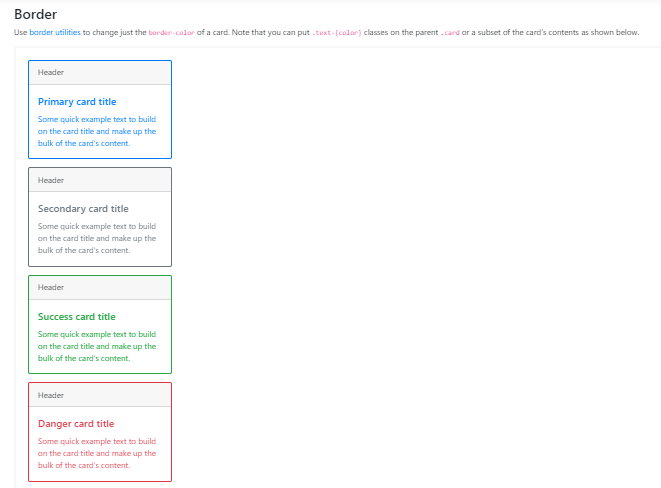 Border
Use border utilities to change just the border-color of a card. Note that you can put .text-{color} classes on the parent .card or a subset of the card's contents as shown below.
Header
Primary card title
Some quick example text to build
on the card title and make up the
bulk of the card's content.
Header
Secondary card title
Some quick example text to build
on the card title and make up the
bulk of the card's content.
Header
Success card title
Some quick example text to build
on the card title and make up the
bulk of the card's content.
Header
Danger card title
Some quick example text to build
on the card title and make up the
bulk of the card's content.